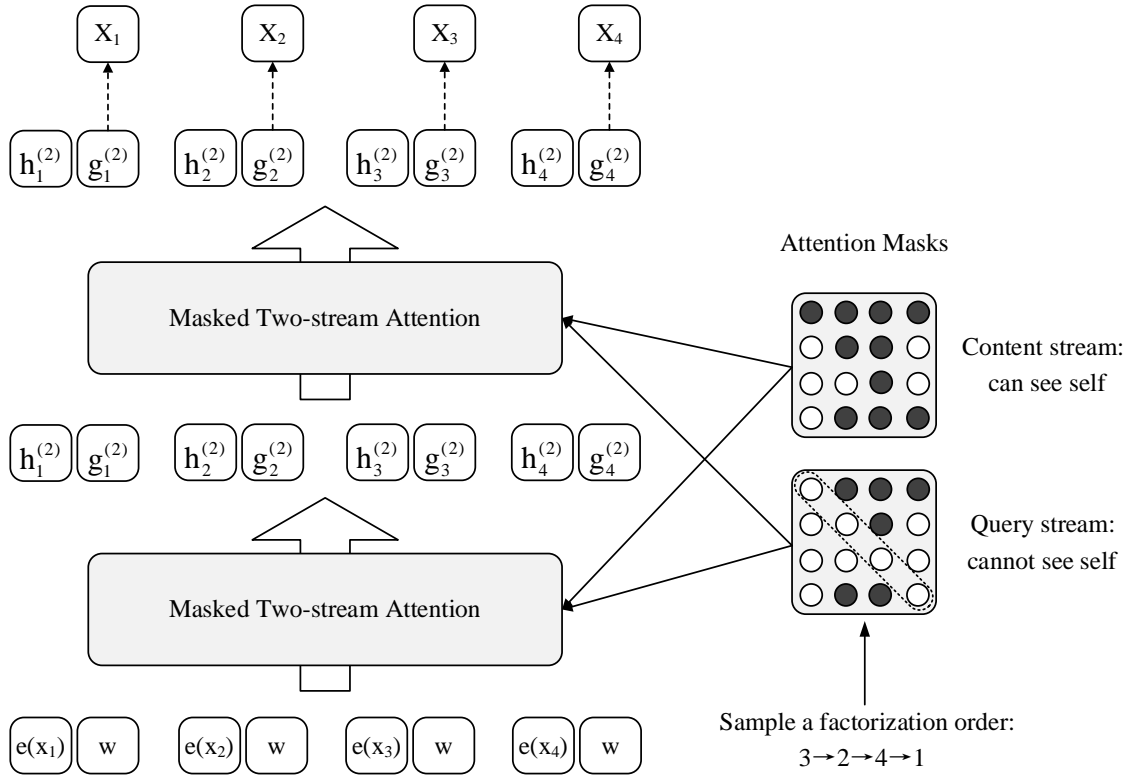 X₁ X₂ X₃ X₄
h₁⁽²⁾ g₁⁽²⁾ h₂⁽²⁾ g₂⁽²⁾ h₃⁽²⁾ g₃⁽²⁾ h₄⁽²⁾ g₄⁽²⁾
Attention Masks
Masked Two-stream Attention
Content stream:
can see self
h₁⁽²⁾ g₁⁽²⁾ h₂⁽²⁾ g₂⁽²⁾ h₃⁽²⁾ g₃⁽²⁾ h₄⁽²⁾ g₄⁽²⁾
Query stream:
cannot see self
Masked Two-stream Attention
Sample a factorization order:
3→2→4→1
e(x₁) w e(x₂) w e(x₃) w e(x₄) w